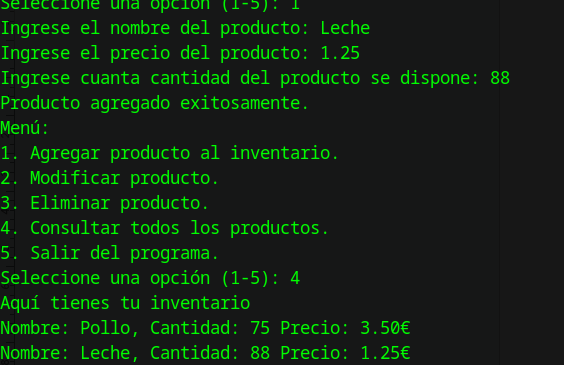 Seleccione una opción (1-5): 1
Ingrese el nombre del producto: Leche
Ingrese el precio del producto: 1.25
Ingrese cuanta cantidad del producto se dispone: 88
Producto agregado exitosamente.
Menú:
1. Agregar producto al inventario.
2. Modificar producto.
3. Eliminar producto.
4. Consultar todos los productos.
5. Salir del programa.
Seleccione una opción (1-5): 4
Aquí tienes tu inventario
Nombre: Pollo, Cantidad: 75 Precio: 3.50€
Nombre: Leche, Cantidad: 88 Precio: 1.25€